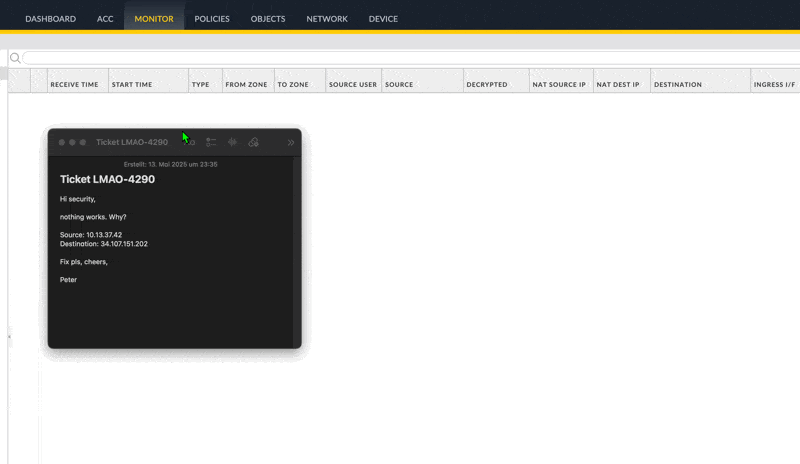 DASHBOARD ACC MONITOR POLICIES OBJECTS NETWORK DEVICE
RECEIVE TIME START TIME TYPE FROM ZONE TO ZONE SOURCE USER SOURCE DECRYPTED NAT SOURCE IP NAT DEST IP DESTINATION INGRESS I/F
Ticket LMAO-4290
Erstellt: 13. Mai 2025 um 23:35
Ticket LMAO-4290
Hi security,
nothing works. Why?
Source: 10.13.37.42
Destination: 34.107.151.202
Fix pls, cheers,
Peter